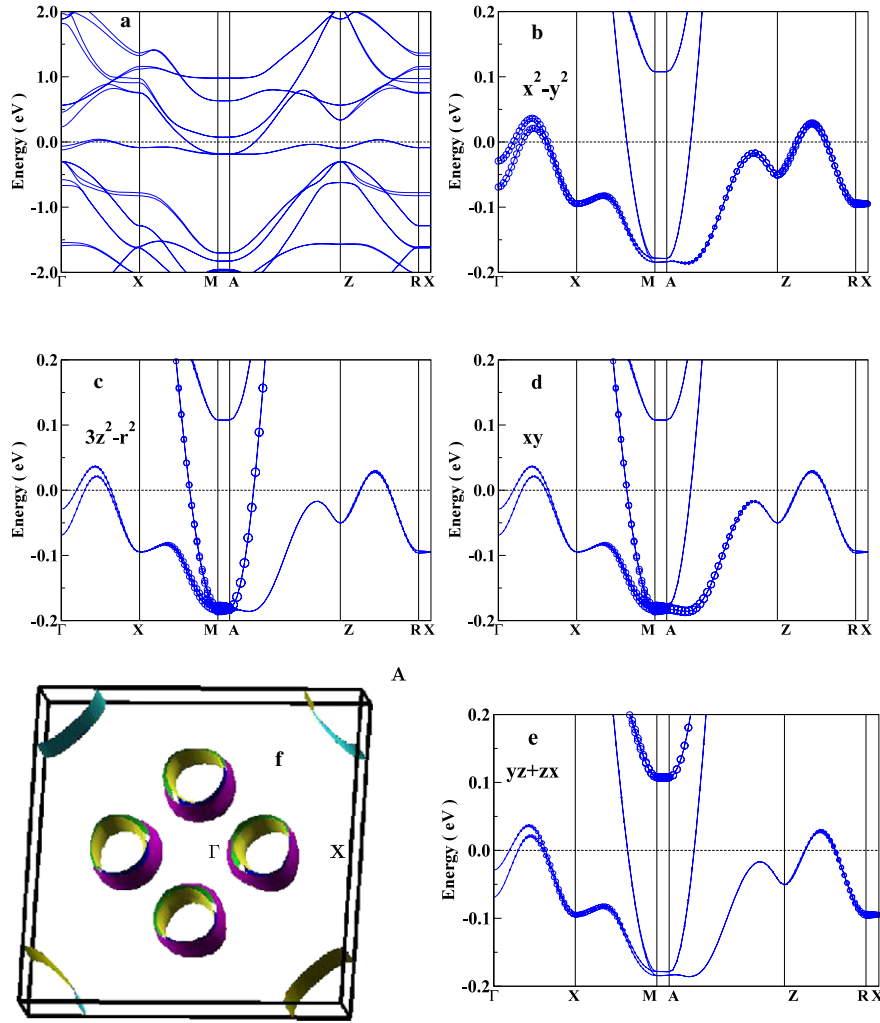 a
2.0
1.0
0.0
-1.0
-2.0
Energy ( eV )
Γ X M A Z R X
b
x²-y²
0.2
0.1
0.0
-0.1
-0.2
Energy ( eV )
Γ X M A Z R X
c
3z²-r²
0.2
0.1
0.0
-0.1
-0.2
Energy ( eV )
Γ X M A Z R X
d
xy
0.2
0.1
0.0
-0.1
-0.2
Energy ( eV )
Γ X M A Z R X
A
f
Γ X
e
yz+zx
0.2
0.1
0.0
-0.1
-0.2
Energy ( eV )
Γ X M A Z R X